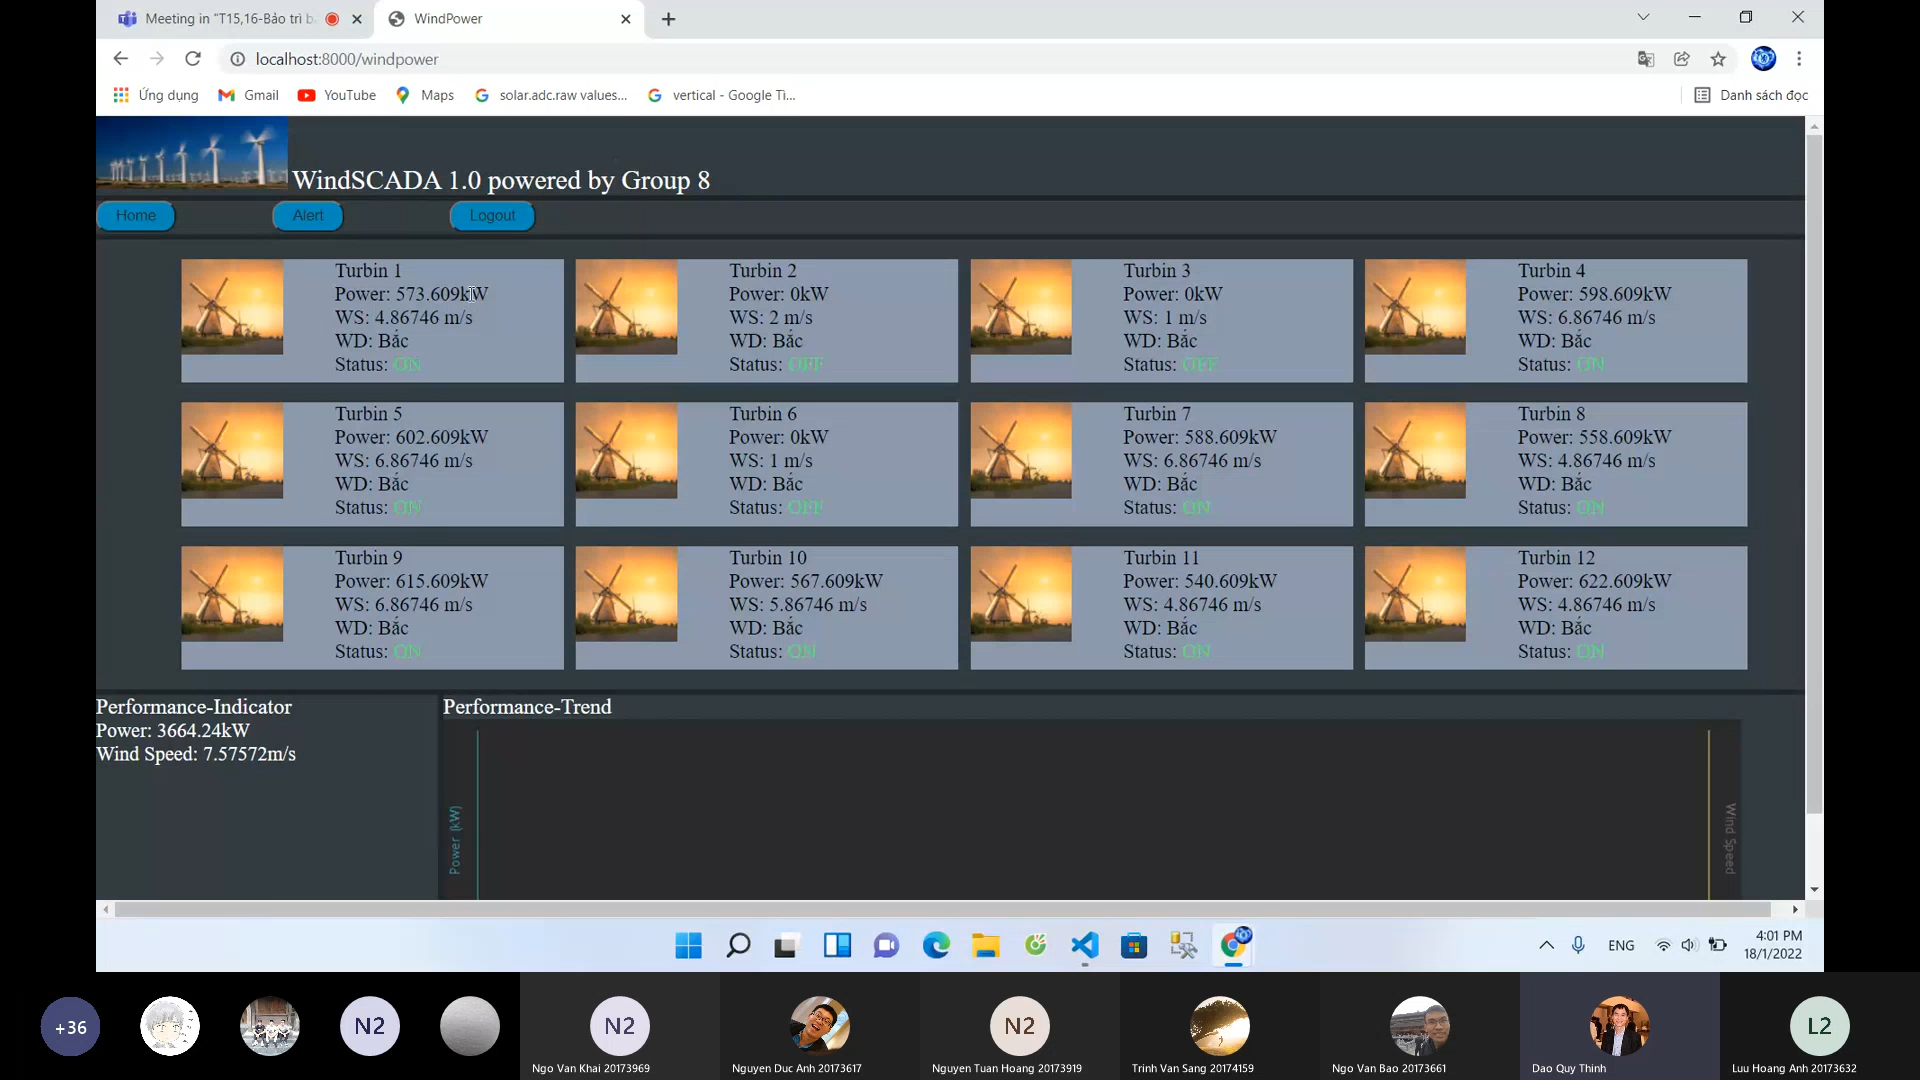 Meeting in "T15,16-Bảo trì b
WindPower
localhost:8000/windpower
Ứng dụng
Gmail
YouTube
Maps
solar.adc.raw values...
vertical - Google Ti...
Danh sách đọc
WindSCADA 1.0 powered by Group 8
Home
Alert
Logout
Turbin 1
Power: 573.609kW
WS: 4.86746 m/s
WD: Bắc
Status: ON
Turbin 2
Power: 0kW
WS: 2 m/s
WD: Bắc
Status: OFF
Turbin 3
Power: 0kW
WS: 1 m/s
WD: Bắc
Status: OFF
Turbin 4
Power: 598.609kW
WS: 6.86746 m/s
WD: Bắc
Status: ON
Turbin 5
Power: 602.609kW
WS: 6.86746 m/s
WD: Bắc
Status: ON
Turbin 6
Power: 0kW
WS: 1 m/s
WD: Bắc
Status: OFF
Turbin 7
Power: 588.609kW
WS: 6.86746 m/s
WD: Bắc
Status: ON
Turbin 8
Power: 558.609kW
WS: 4.86746 m/s
WD: Bắc
Status: ON
Turbin 9
Power: 615.609kW
WS: 6.86746 m/s
WD: Bắc
Status: ON
Turbin 10
Power: 567.609kW
WS: 5.86746 m/s
WD: Bắc
Status: ON
Turbin 11
Power: 540.609kW
WS: 4.86746 m/s
WD: Bắc
Status: ON
Turbin 12
Power: 622.609kW
WS: 4.86746 m/s
WD: Bắc
Status: ON
Performance-Indicator
Power: 3664.24kW
Wind Speed: 7.57572m/s
Performance-Trend
Power (kW)
Wind Speed
ENG
4:01 PM
18/1/2022
+36
N2
N2
Ngo Van Khai 20173969
Nguyen Duc Anh 20173617
N2
Nguyen Tuan Hoang 20173919
Trinh Van Sang 20174159
Ngo Van Bao 20173661
Dao Quy Thinh
L2
Luu Hoang Anh 20173632